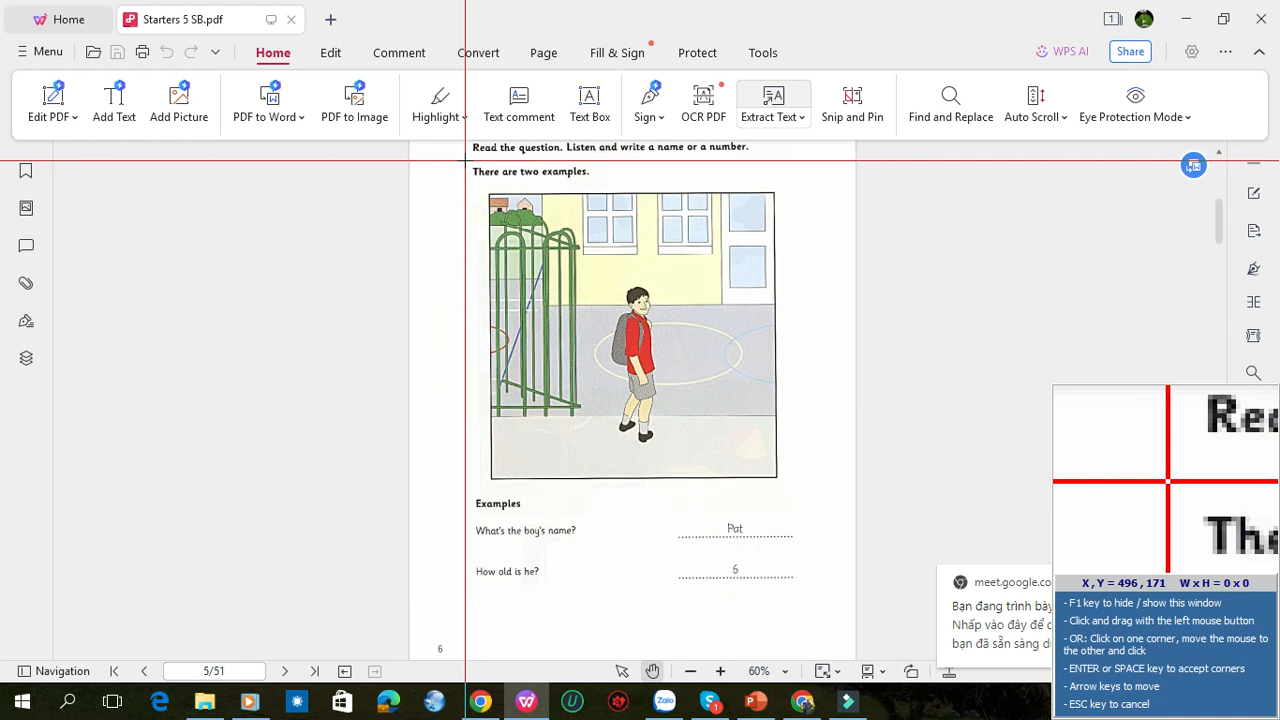 Home
Starters 5 SB.pdf
Menu
Home
Edit
Comment
Convert
Page
Fill & Sign
Protect
Tools
WPS AI
Share
Edit PDF
Add Text
Add Picture
PDF to Word
PDF to Image
Highlight
Text comment
Text Box
Sign
OCR PDF
Extract Text
Snip and Pin
Find and Replace
Auto Scroll
Eye Protection Mode
Read the question. Listen and write a name or a number.
There are two examples.
Examples
What's the boy's name? Pat
How old is he? 6
6
meet.google.co
Bạn đang trình bày
Nhấp vào đây để
bạn đã sẵn sàng
Rec
The
X , Y = 496 , 171 W x H = 0 x 0
- F1 key to hide / show this window
- Click and drag with the left mouse button
- OR: Click on one corner, move the mouse to
the other and click
- ENTER or SPACE key to accept corners
- Arrow keys to move
- ESC key to cancel
Navigation
5/51
60%
Zalo
1